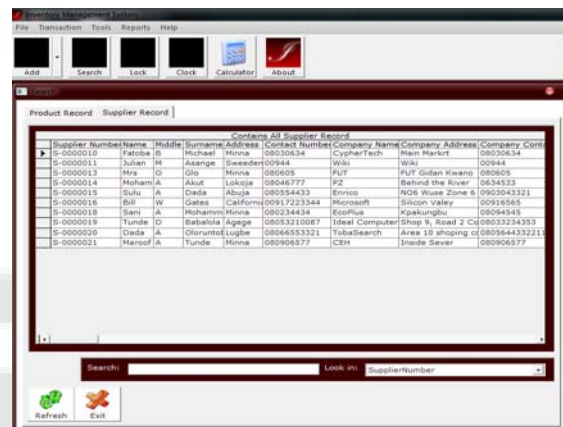 Inventory Management System
File Transaction Tools Reports Help
Add Search Lock Clock Calculator About
Product Record Supplier Record
Contains All Supplier Record
Supplier Number Name Middle Surname Address Contact Number Company Name Company Address Company Conta
S-0000010 Fatoba B Michael Minna 08030634 CypherTech Main Markrt 08030634
S-0000011 Julian M Asange Sweeden 00944 Wiki Wiki 00944
S-0000013 Mrs O Glo Minna 080605 FUT FUT Gidan Kwano 080605
S-0000014 Moham A Akut Lokoja 08046777 PZ Behind the River 0634533
S-0000015 Sulu A Dada Abuja 080554433 Enrico NO6 Wuse Zone 6 0903043321
S-0000016 Bill W Gates Californi 00917223344 Microsoft Silicon Valey 00916565
S-0000018 Sani A Mohamm Minna 080234434 EcoPlus Kpakungbu 08094545
S-0000019 Tunde O Babalola Agege 08053210087 Ideal Computer Shop 9, Road 2 Co 08033234353
S-0000020 Dada A Oloruntol Lugbe 08066553321 TobaSearch Area 10 shoping co 0805644332211
S-0000021 Maroof A Tunde Minna 080906577 CEH Inside Sever 080906577
Search: Look in: SupplierNumber
Refresh Exit